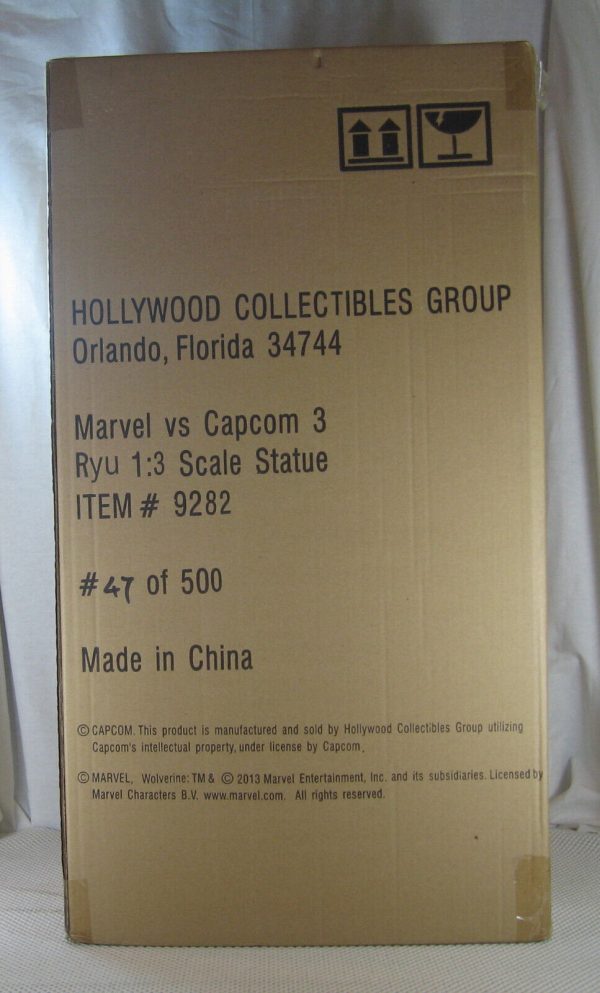 HOLLYWOOD COLLECTIBLES GROUP
Orlando, Florida 34744
Marvel vs Capcom 3
Ryu 1:3 Scale Statue
ITEM # 9282
#47 of 500
Made in China
© CAPCOM. This product is manufactured and sold by Hollywood Collectibles Group utilizing
Capcom's intellectual property, under license by Capcom.
© MARVEL, Wolverine: TM & © 2013 Marvel Entertainment, Inc. and its subsidiaries. Licensed by
Marvel Characters B.V. www.marvel.com. All rights reserved.